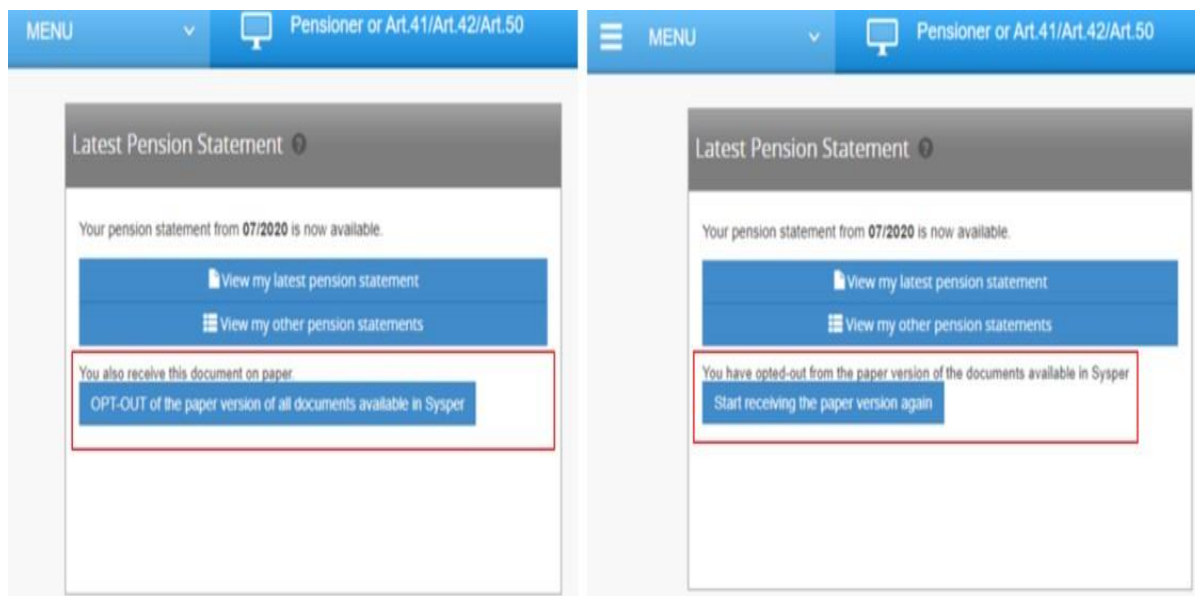 MENU
Pensioner or Art.41/Art.42/Art.50
Latest Pension Statement
Your pension statement from 07/2020 is now available.
View my latest pension statement
View my other pension statements
You also receive this document on paper
OPT-OUT of the paper version of all documents available in Sysper
MENU
Pensioner or Art.41/Art.42/Art.50
Latest Pension Statement
Your pension statement from 07/2020 is now available.
View my latest pension statement
View my other pension statements
You have opted-out from the paper version of the documents available in Sysper
Start receiving the paper version again